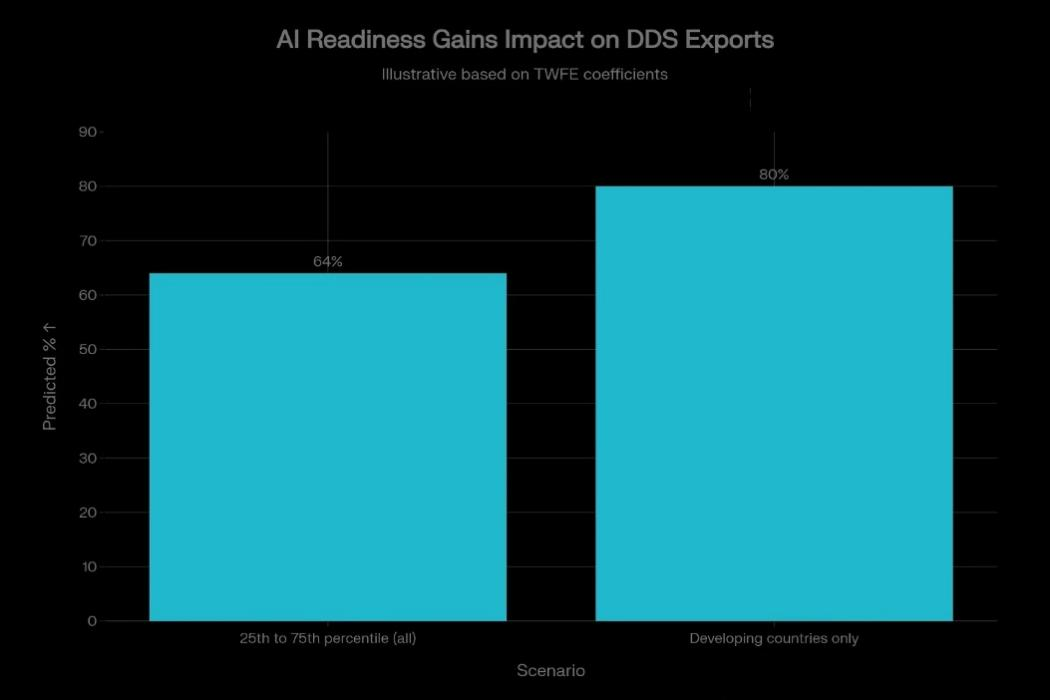 AI Readiness Gains Impact on DDS Exports
Illustrative based on TWFE coefficients
90
80
70
60
50
40
30
20
10
0
Predicted % ↑
64%
80%
25th to 75th percentile (all)
Developing countries only
Scenario